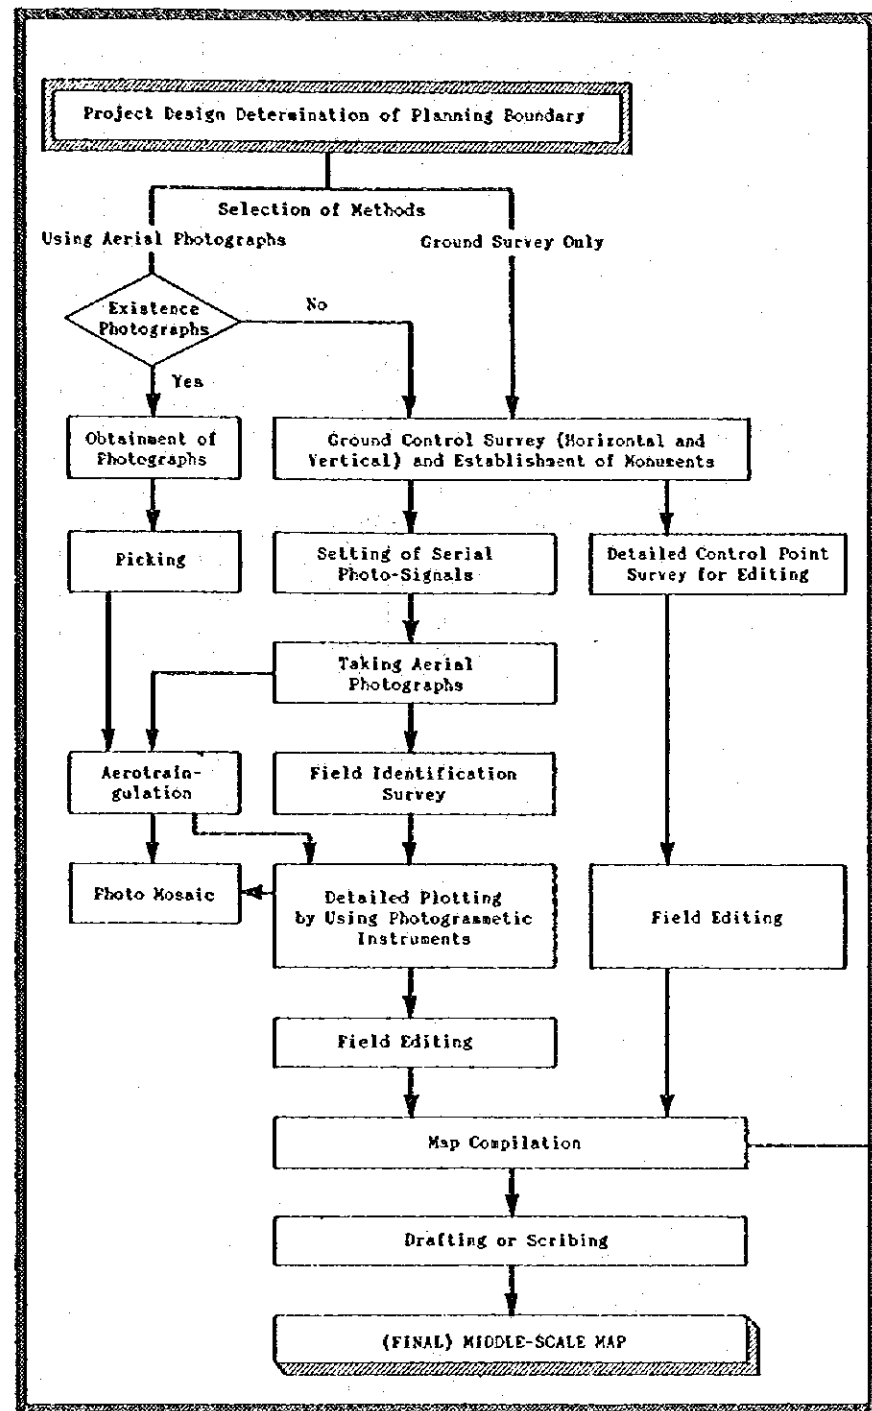 Project Design Determination of Planning Boundary
Selection of Methods
Using Aerial Photographs
Ground Survey Only
Existence
Photographs
No
Yes
Obtainment of
Photographs
Ground Control Survey (Horizontal and
Vertical) and Establishment of Monuments
Picking
Setting of Serial
Photo-Signals
Detailed Control Point
Survey for Editing
Taking Aerial
Photographs
Aerotrain-
gulation
Field Identification
Survey
Photo Mosaic
Detailed Plotting
by Using Photogrammetic
Instruments
Field Editing
Field Editing
Map Compilation
Drafting or Scribing
(FINAL) MIDDLE-SCALE MAP